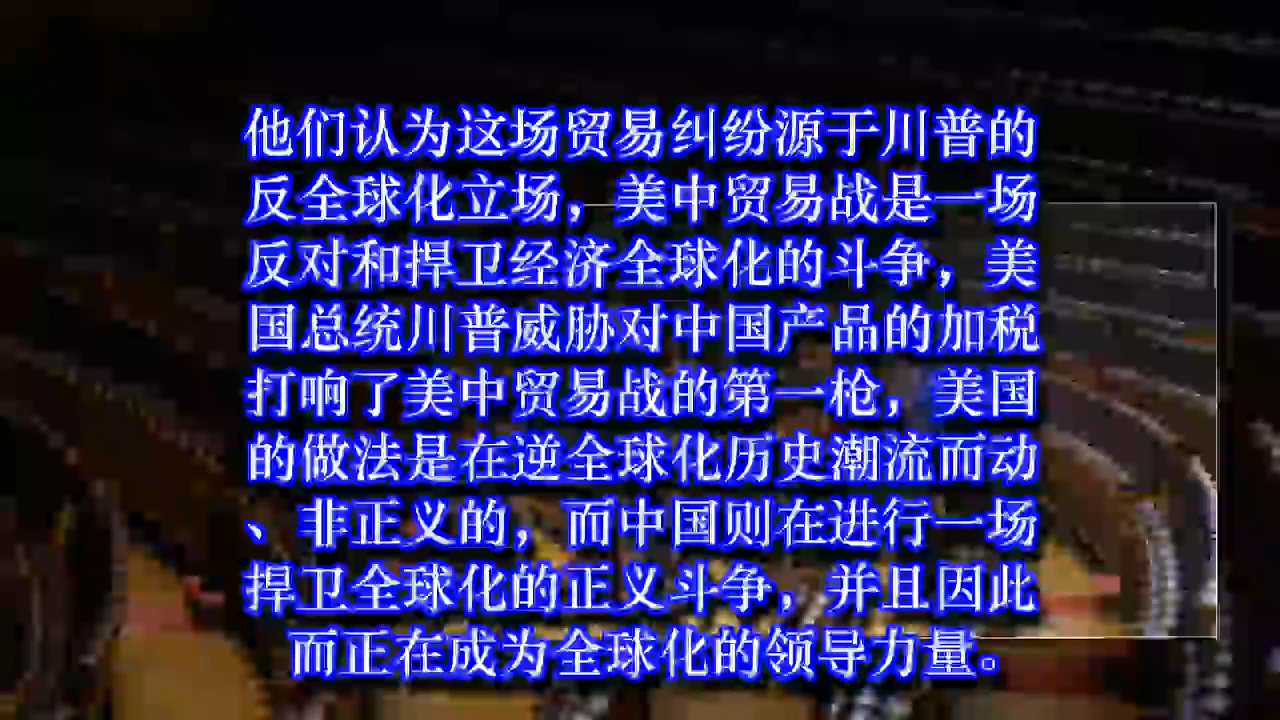 他们认为这场贸易纠纷源于川普的
反全球化立场，美中贸易战是一场
反对和捍卫经济全球化的斗争，美
国总统川普威胁对中国产品的加税
打响了美中贸易战的第一枪，美国
的做法是在逆全球化历史潮流而动
、非正义的，而中国则在进行一场
捍卫全球化的正义斗争，并且因此
而正在成为全球化的领导力量。